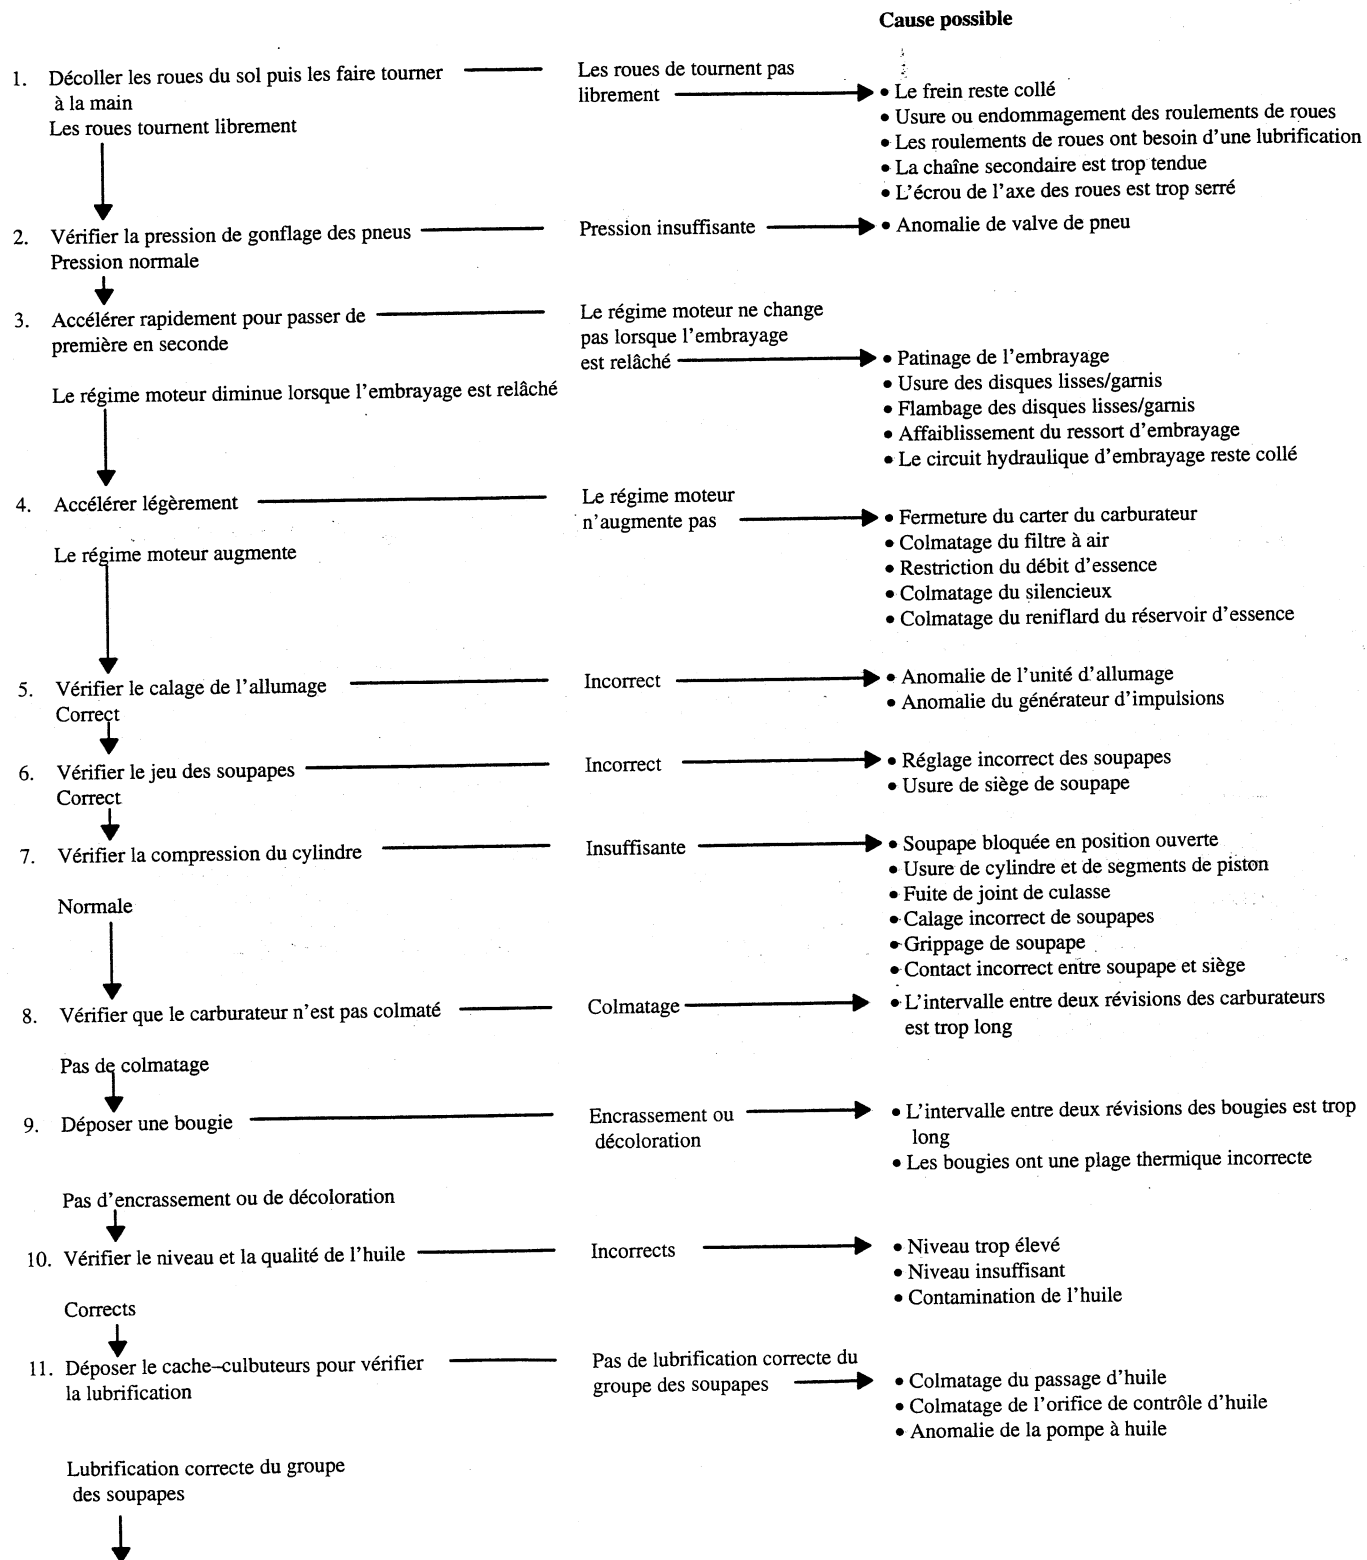 Cause possible
1. Décoller les roues du sol puis les faire tourner
à la main
Les roues tournent librement
Les roues de tournent pas
librement
• Le frein reste collé
• Usure ou endommagement des roulements de roues
• Les roulements de roues ont besoin d'une lubrification
• La chaîne secondaire est trop tendue
• L'écrou de l'axe des roues est trop serré
2. Vérifier la pression de gonflage des pneus
Pression normale
Pression insuffisante
• Anomalie de valve de pneu
3. Accélérer rapidement pour passer de
première en seconde
Le régime moteur diminue lorsque l'embrayage est relâché
Le régime moteur ne change
pas lorsque l'embrayage
est relâché
• Patinage de l'embrayage
• Usure des disques lisses/garnis
• Flambage des disques lisses/garnis
• Affaiblissement du ressort d'embrayage
• Le circuit hydraulique d'embrayage reste collé
4. Accélérer légèrement
Le régime moteur augmente
Le régime moteur
n'augmente pas
• Fermeture du carter du carburateur
• Colmatage du filtre à air
• Restriction du débit d'essence
• Colmatage du silencieux
• Colmatage du reniflard du réservoir d'essence
5. Vérifier le calage de l'allumage
Correct
Incorrect
• Anomalie de l'unité d'allumage
• Anomalie du générateur d'impulsions
6. Vérifier le jeu des soupapes
Correct
Incorrect
• Réglage incorrect des soupapes
• Usure de siège de soupape
7. Vérifier la compression du cylindre
Normale
Insuffisante
• Soupape bloquée en position ouverte
• Usure de cylindre et de segments de piston
• Fuite de joint de culasse
• Calage incorrect de soupapes
• Grippage de soupape
• Contact incorrect entre soupape et siège
8. Vérifier que le carburateur n'est pas colmaté
Pas de colmatage
Colmatage
• L'intervalle entre deux révisions des carburateurs
est trop long
9. Déposer une bougie
Pas d'encrassement ou de décoloration
Encrassement ou
décoloration
• L'intervalle entre deux révisions des bougies est trop
long
• Les bougies ont une plage thermique incorrecte
10. Vérifier le niveau et la qualité de l'huile
Corrects
Incorrects
• Niveau trop élevé
• Niveau insuffisant
• Contamination de l'huile
11. Déposer le cache–culbuteurs pour vérifier
la lubrification
Lubrification correcte du groupe
des soupapes
Pas de lubrification correcte du
groupe des soupapes
• Colmatage du passage d'huile
• Colmatage de l'orifice de contrôle d'huile
• Anomalie de la pompe à huile